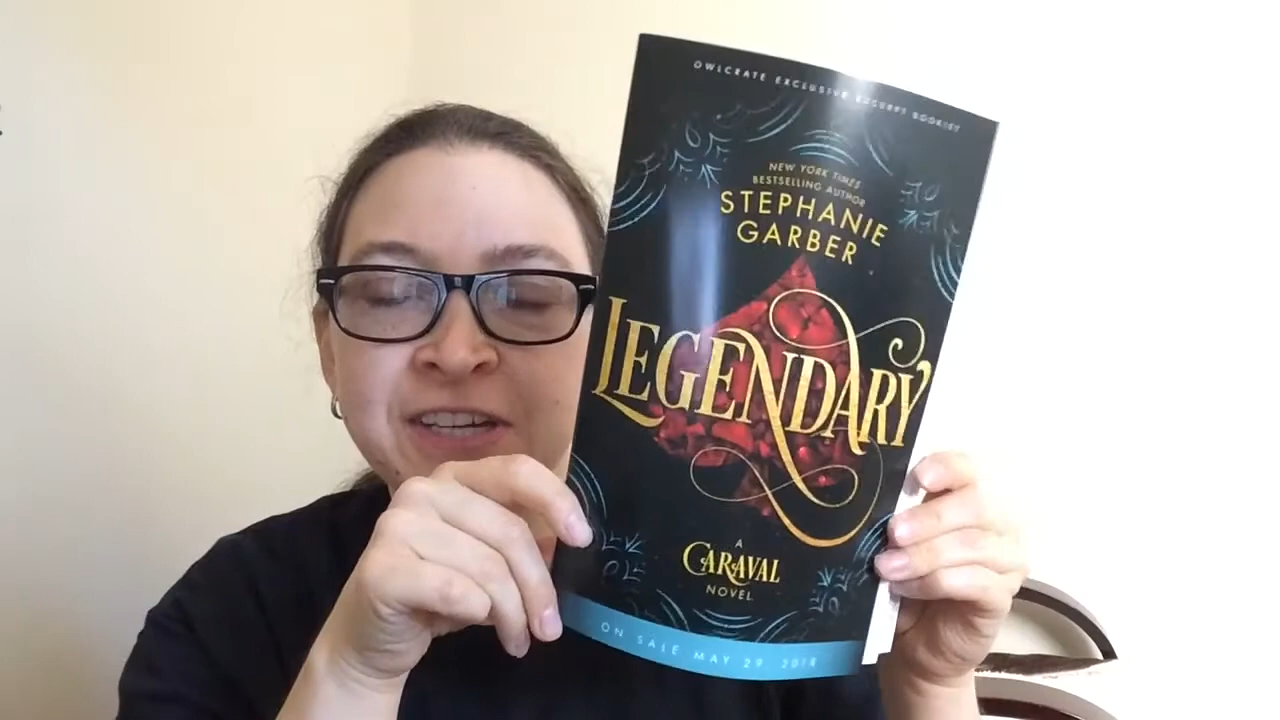 OWLCRATE EXCLUSIVE EXCERPT BOOKLET
NEW YORK TIMES
BESTSELLING AUTHOR
STEPHANIE
GARBER
LEGENDARY
A
CARAVAL
NOVEL
ON SALE MAY 29, 2018